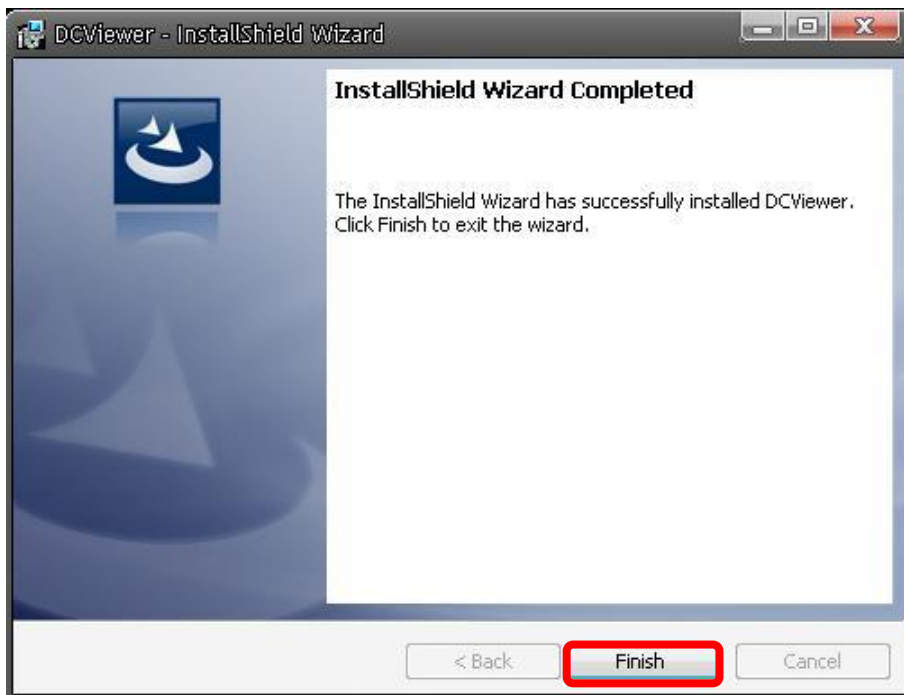 DCViewer - InstallShield Wizard
InstallShield Wizard Completed
The InstallShield Wizard has successfully installed DCViewer.
Click Finish to exit the wizard.
< Back
Finish
Cancel